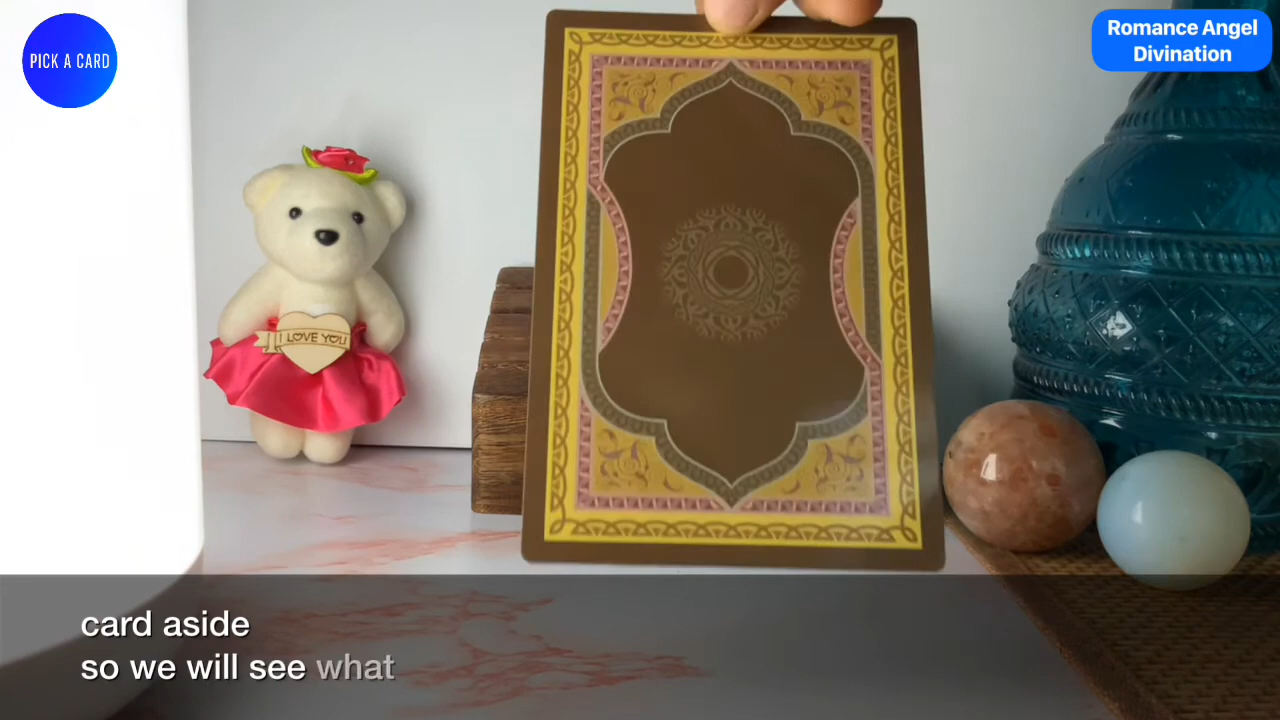 PICK A CARD
Romance Angel
Divination
I LOVE YOU
card aside
so we will see what